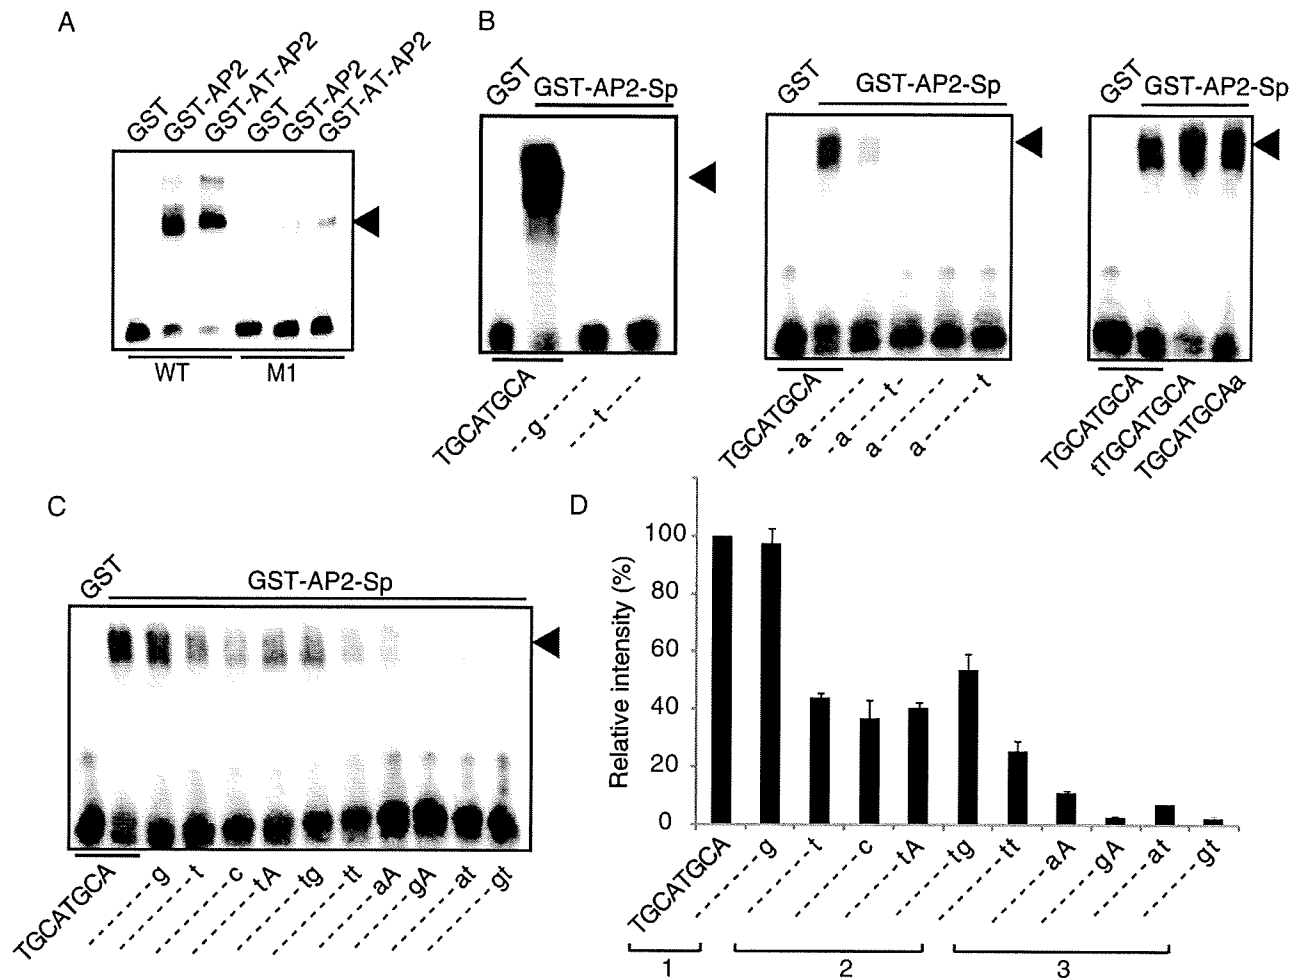 A
GST
GST-AP2
GST-AT-AP2
GST
GST-AP2
GST-AT-AP2
WT
M1
B
GST
GST-AP2-Sp
TGCATGCA
--g------
---t-----
GST
GST-AP2-Sp
TGCATGCA
-a------
-a----t-
a-------
a------t
GST
GST-AP2-Sp
TGCATGCA
tTGCATGCA
TGCATGCAa
C
GST
GST-AP2-Sp
TGCATGCA
-------g
-------t
-------c
------tA
------tg
------tt
------aA
------gA
------at
------gt
D
Relative intensity (%)
100
80
60
40
20
0
TGCATGCA
-------g
-------t
-------c
------tA
------tg
------tt
------aA
------gA
------at
------gt
1
2
3